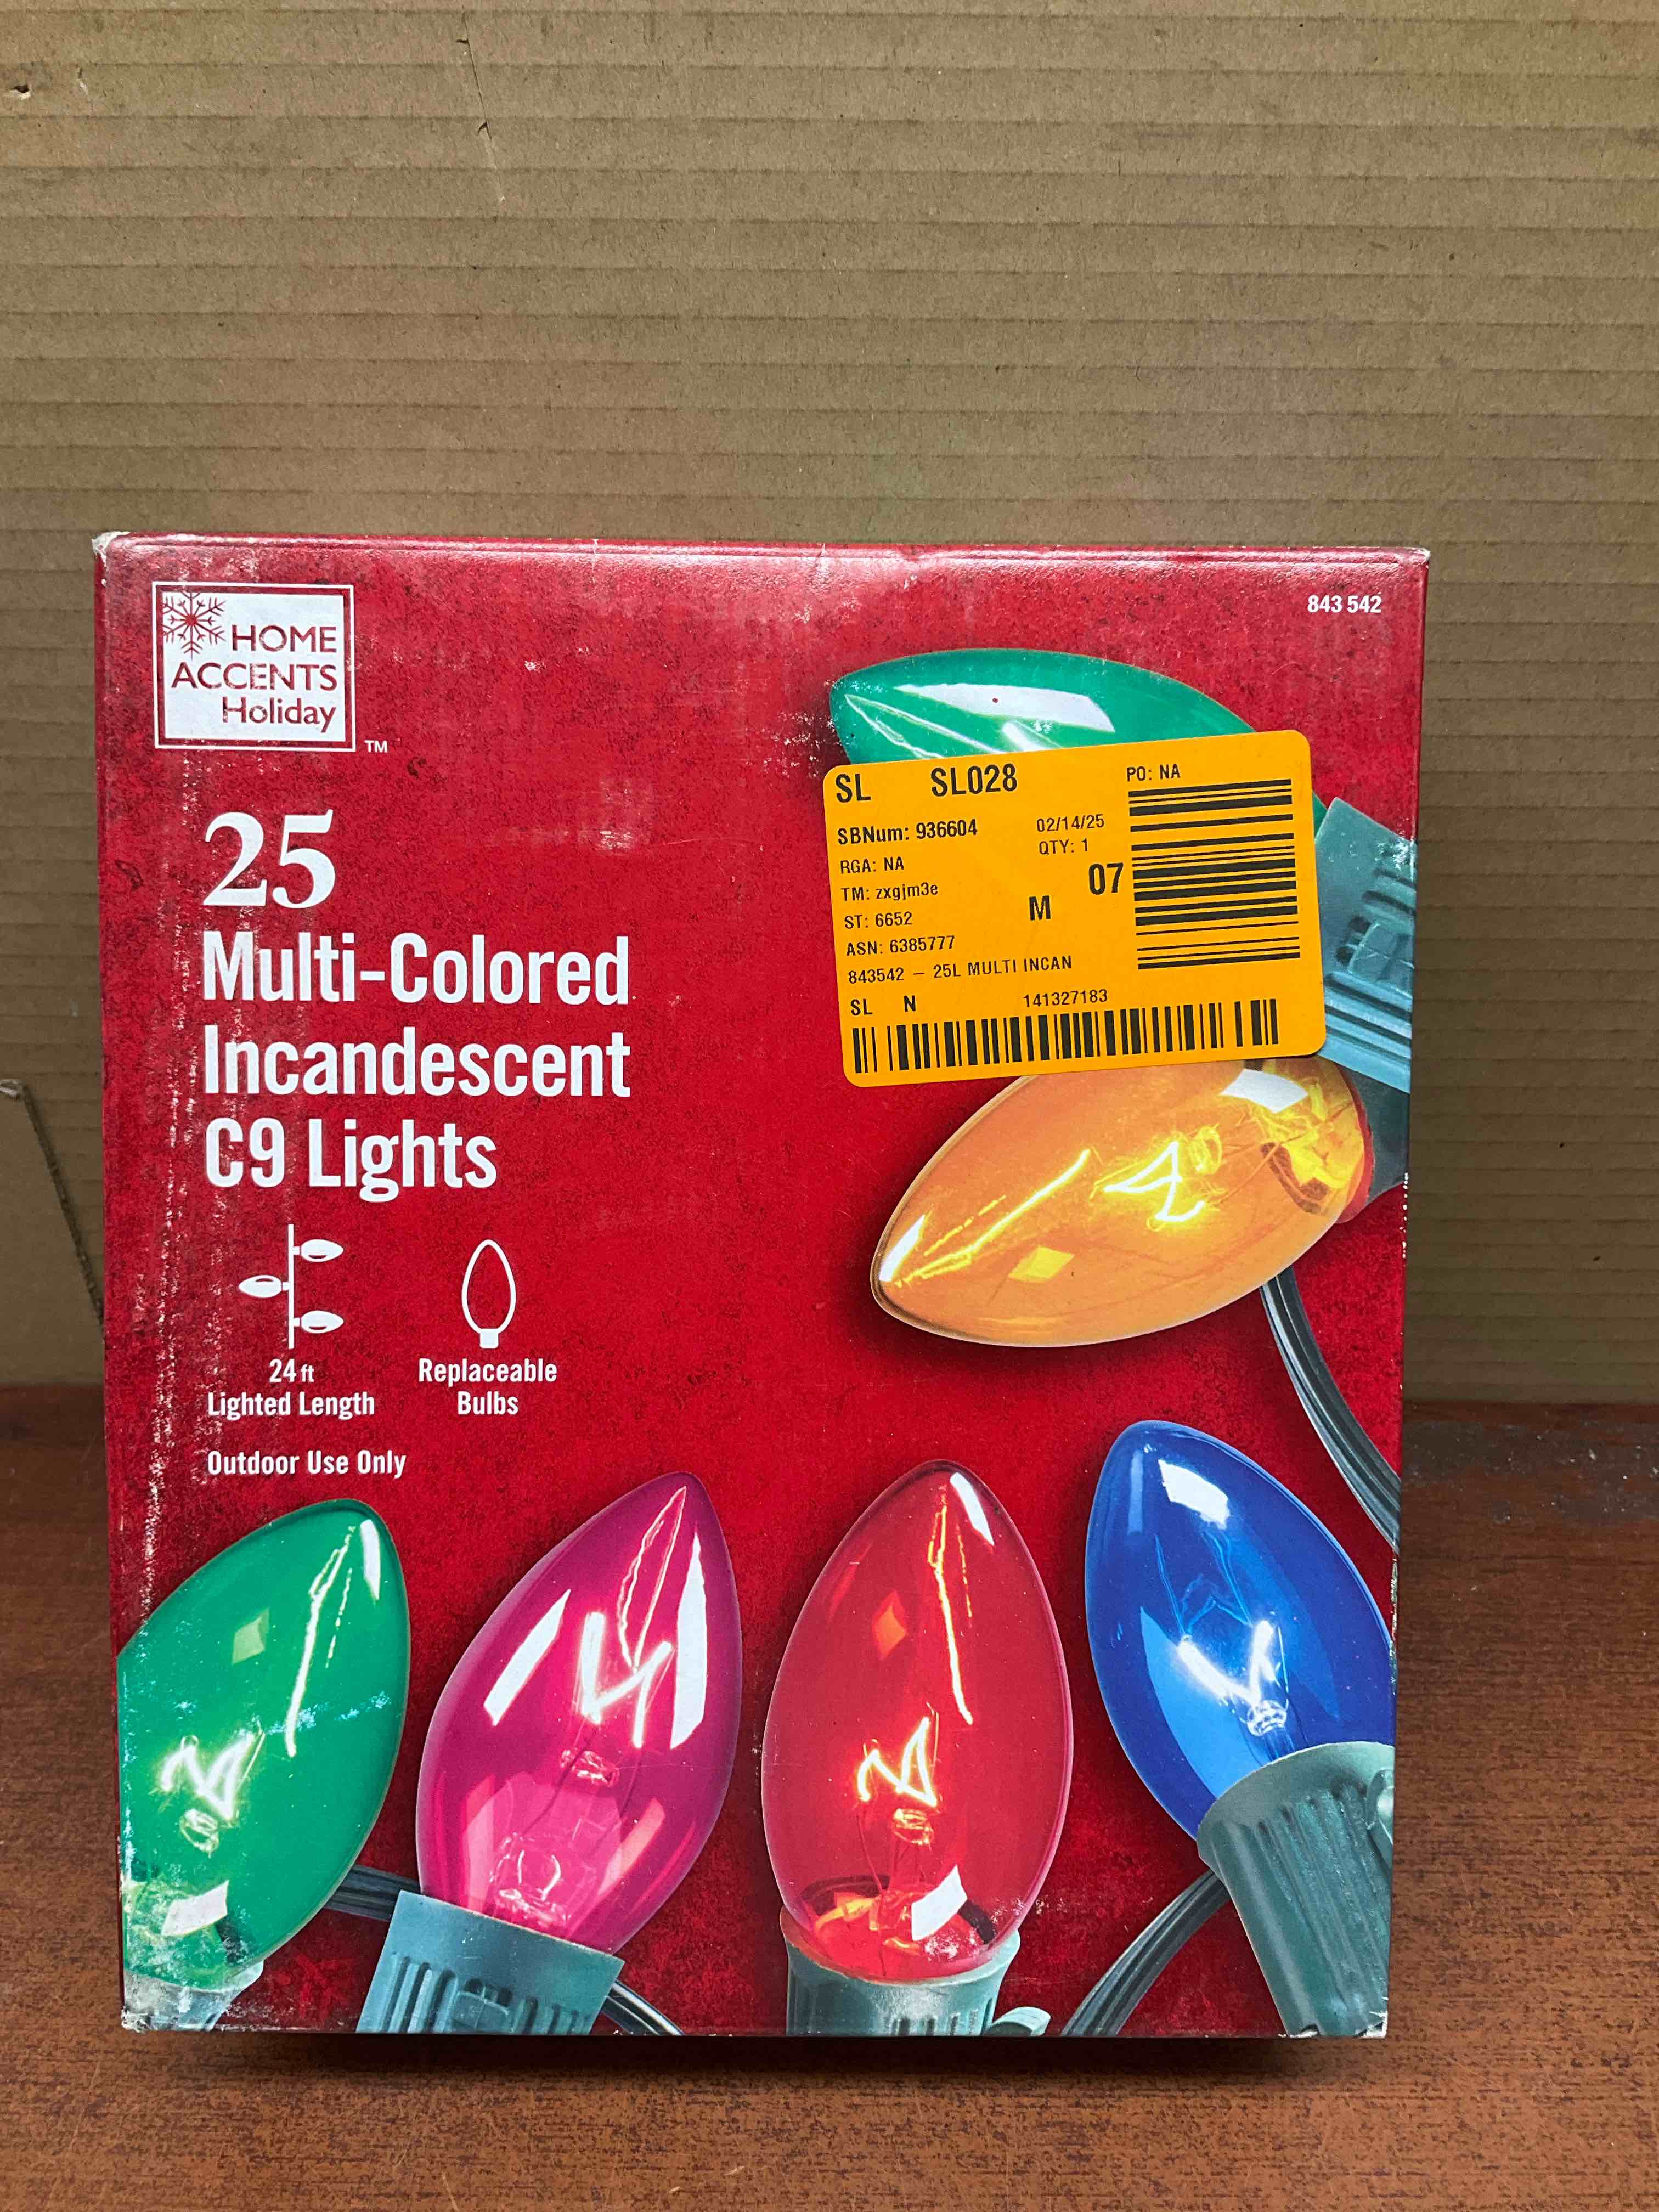 HOME
ACCENTS
Holiday
TM
843 542
25
Multi-Colored
Incandescent
C9 Lights
24 ft
Lighted Length
Replaceable
Bulbs
Outdoor Use Only
SL SL028 PO: NA
SBNum: 936604 02/14/25
RGA: NA QTY: 1
TM: zxgjm3e 07
ST: 6652 M
ASN: 6385777
843542 - 25L MULTI INCAN
SL N 141327183